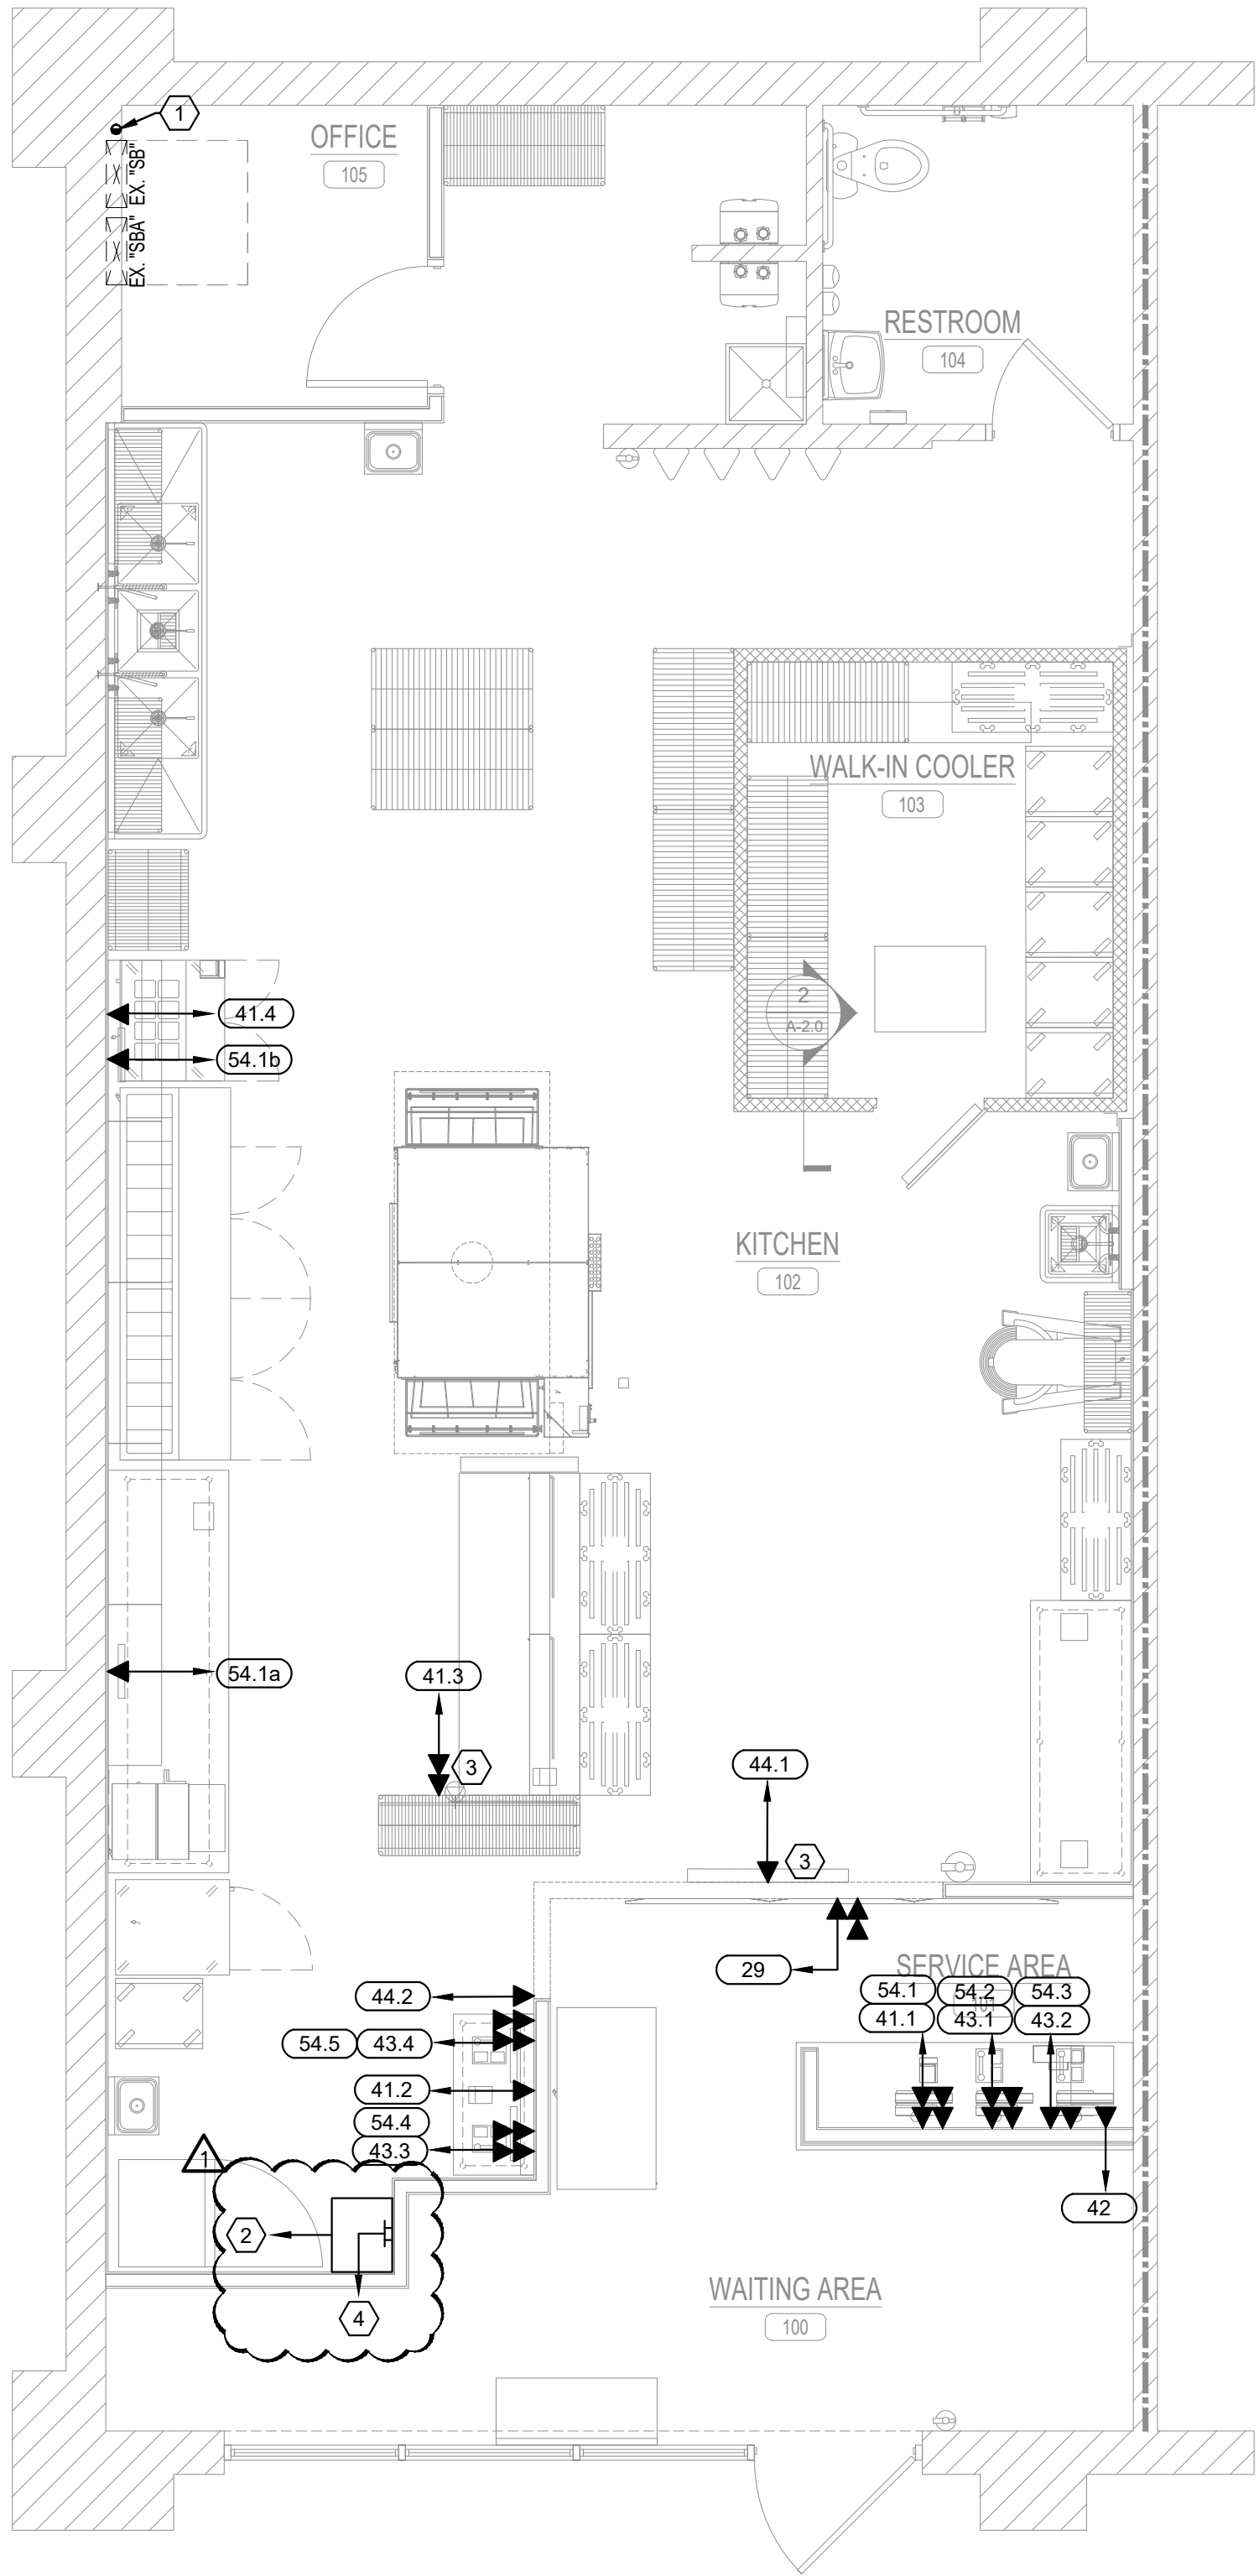 1
OFFICE
105
EX. "SB"
EX. "SBA"
RESTROOM
104
WALK-IN COOLER
103
2
A-2.0
41.4
54.1b
KITCHEN
102
54.1a
41.3
3
44.1
3
29
SERVICE AREA
101
54.1 54.2 54.3
41.1 43.1 43.2
44.2
54.5 43.4
41.2
54.4
43.3
1
42
2
4
WAITING AREA
100